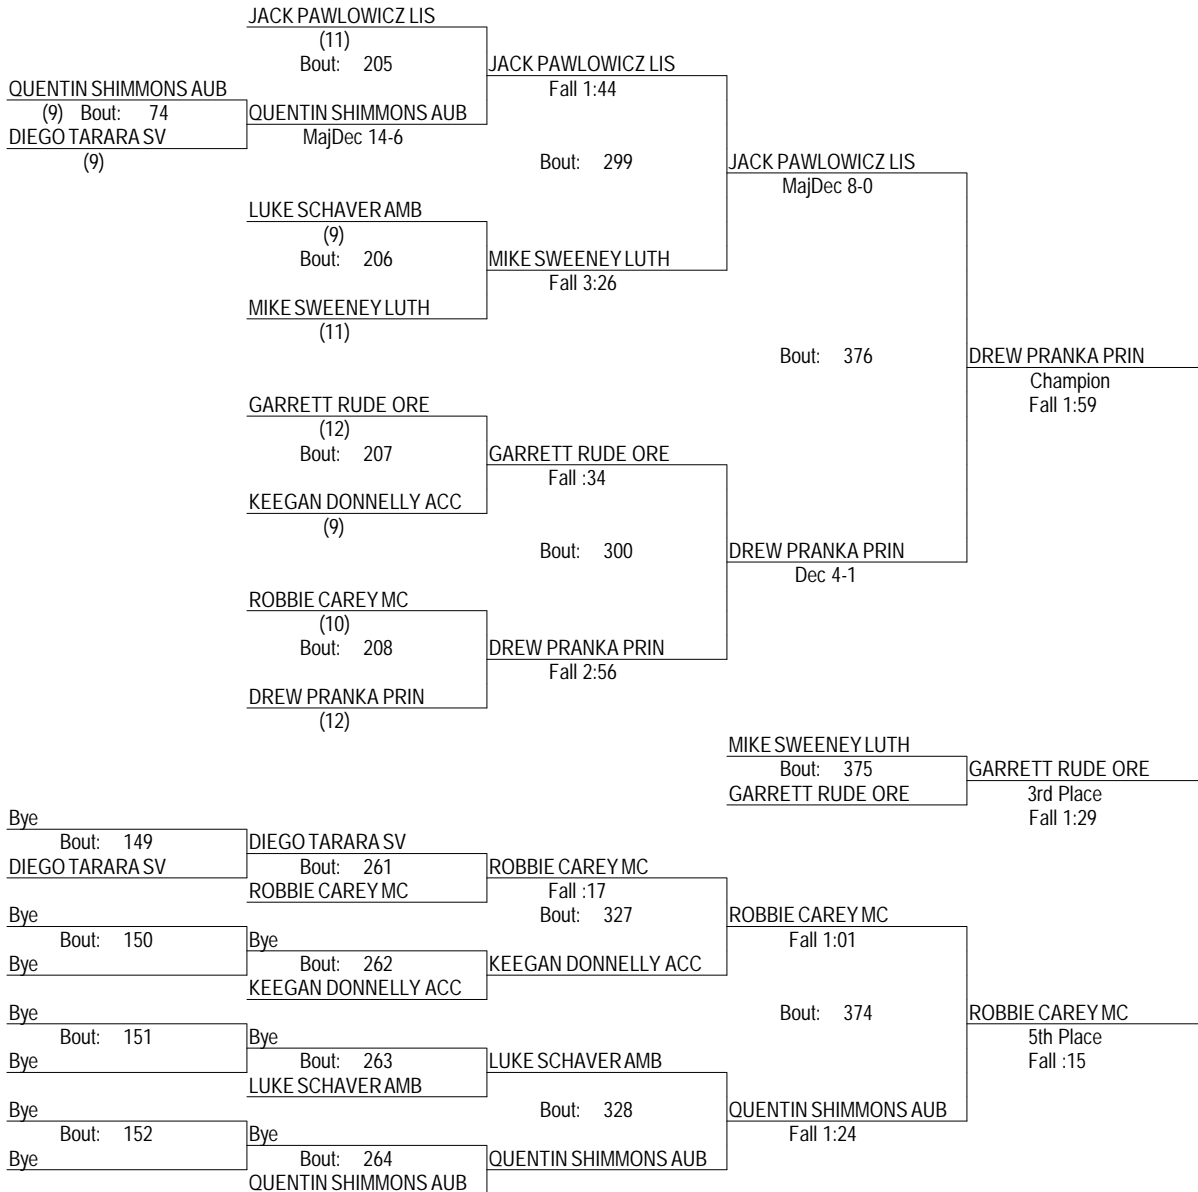 JACK PAWLOWICZ LIS
(11)
Bout: 205
JACK PAWLOWICZ LIS
Fall 1:44
QUENTIN SHIMMONS AUB
(9) Bout: 74
QUENTIN SHIMMONS AUB
MajDec 14-6
DIEGO TARARA SV
(9)
Bout: 299
JACK PAWLOWICZ LIS
MajDec 8-0
LUKE SCHAVER AMB
(9)
Bout: 206
MIKE SWEENEY LUTH
Fall 3:26
MIKE SWEENEY LUTH
(11)
Bout: 376
DREW PRANKA PRIN
Champion
Fall 1:59
GARRETT RUDE ORE
(12)
Bout: 207
GARRETT RUDE ORE
Fall :34
KEEGAN DONNELLY ACC
(9)
Bout: 300
DREW PRANKA PRIN
Dec 4-1
ROBBIE CAREY MC
(10)
Bout: 208
DREW PRANKA PRIN
Fall 2:56
DREW PRANKA PRIN
(12)
MIKE SWEENEY LUTH
Bout: 375
GARRETT RUDE ORE
GARRETT RUDE ORE
3rd Place
Fall 1:29
Bye
Bout: 149
DIEGO TARARA SV
DIEGO TARARA SV
Bout: 261
ROBBIE CAREY MC
ROBBIE CAREY MC
Fall :17
Bout: 327
ROBBIE CAREY MC
Fall 1:01
Bye
Bout: 150
Bye
Bye
Bout: 262
KEEGAN DONNELLY ACC
KEEGAN DONNELLY ACC
Bout: 374
ROBBIE CAREY MC
5th Place
Fall :15
Bye
Bout: 151
Bye
Bye
Bout: 263
LUKE SCHAVER AMB
LUKE SCHAVER AMB
Bout: 328
QUENTIN SHIMMONS AUB
Fall 1:24
Bye
Bout: 152
Bye
Bye
Bout: 264
QUENTIN SHIMMONS AUB
QUENTIN SHIMMONS AUB